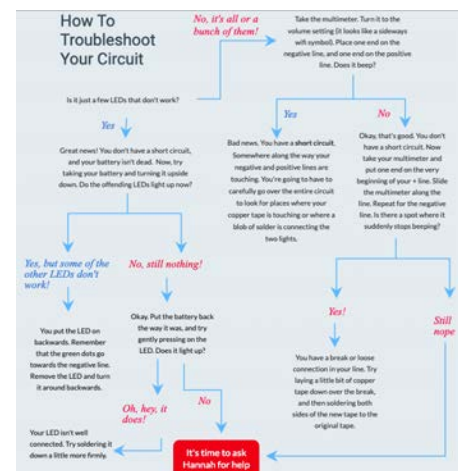 How To
Troubleshoot
Your Circuit
No, it's all or a
bunch of them!
Take the multimeter. Turn it to the
volume setting (it looks like a sideways
wifi symbol). Place one end on the
negative line, and one end on the positive
line. Does it beep?
Is it just a few LEDs that don't work?
Yes
Great news! You don't have a short circuit,
and your battery isn't dead. Now, try
taking your battery and turning it upside
down. Do the offending LEDs light up now?
Yes
Bad news. You have a short circuit.
Somewhere along the way your
negative and positive lines are
touching. You're going to have to
carefully go over the entire circuit
to look for places where your
copper tape is touching or where a
blob of solder is connecting the
two lights.
No
Okay, that's good. You don't
have a short circuit. Now
take your multimeter and
put one end on the very
beginning of your + line. Slide
the multimeter along the
line. Repeat for the negative
line. Is there a spot where it
suddenly stops beeping?
Yes, but some of the
other LEDs don't
work!
You put the LED on
backwards. Remember
that the green dots go
towards the negative line.
Remove the LED and turn
it around backwards.
No, still nothing!
Okay. Put the battery back
the way it was, and try
gently pressing on the
LED. Does it light up?
Oh, hey, it
does!
Your LED isn't well
connected. Try soldering it
down a little more firmly.
No
Yes!
You have a break or loose
connection in your line. Try
laying a little bit of copper
tape down over the break,
and then soldering both
sides of the new tape to the
original tape.
Still
nope
It's time to ask
Hannah for help